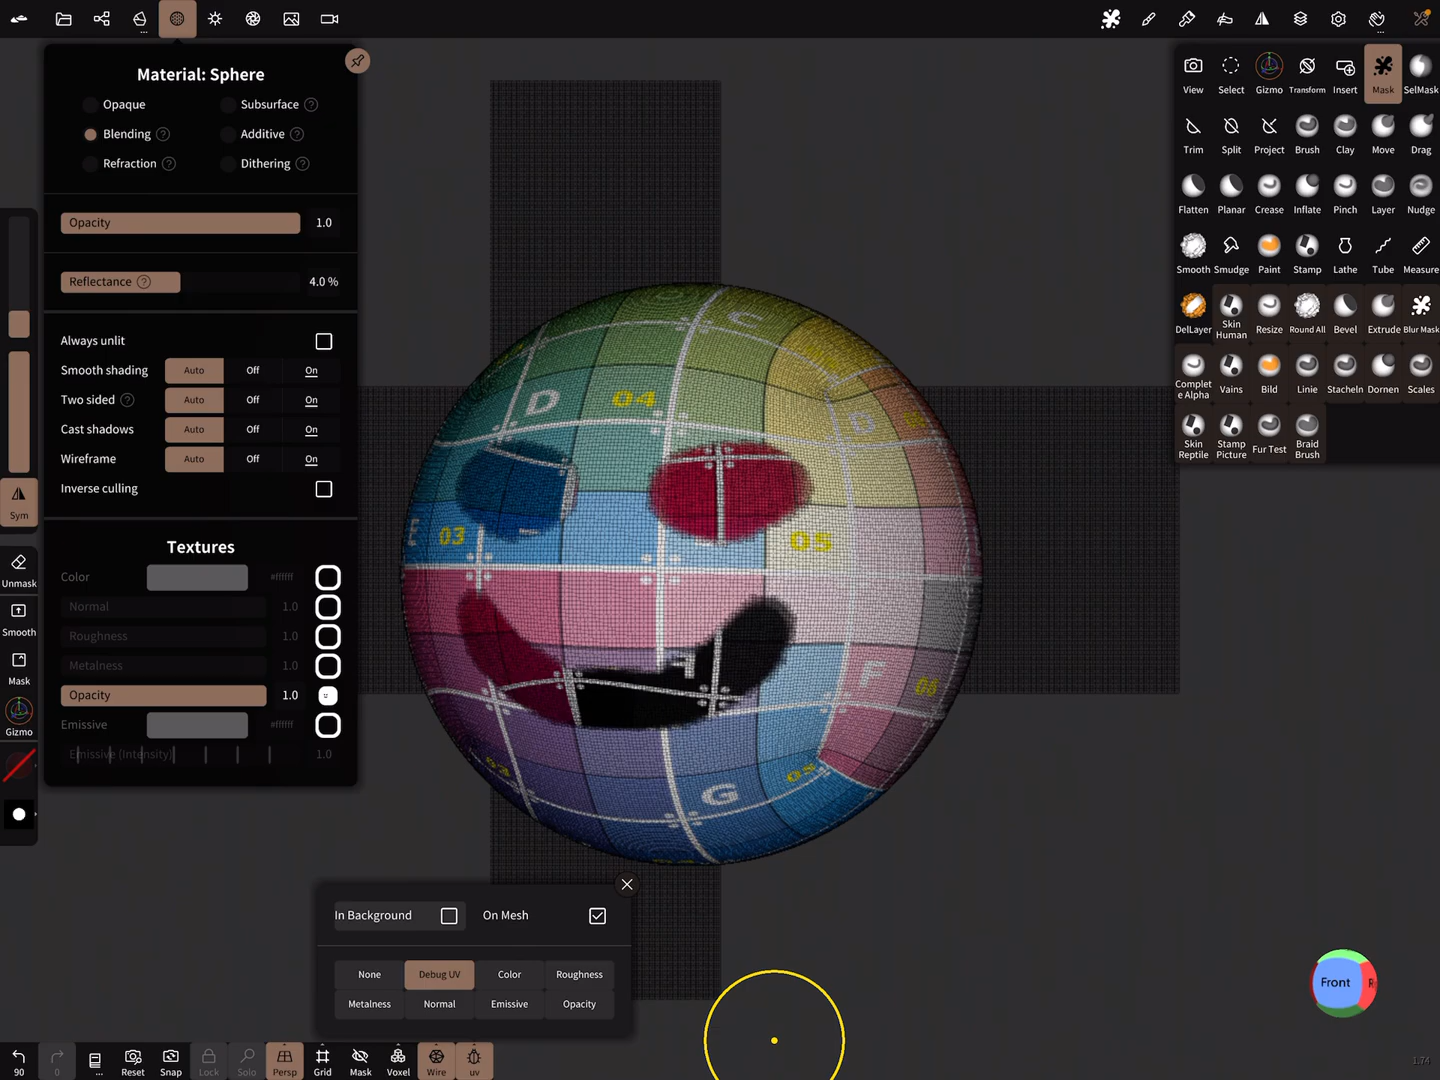 Material: Sphere
Opaque
Subsurface ?
Blending ?
Additive ?
Refraction ?
Dithering ?
Opacity 1.0
Reflectance ? 4.0 %
Always unlit
Smooth shading Auto Off On
Two sided ? Auto Off On
Cast shadows Auto Off On
Wireframe Auto Off On
Inverse culling
Textures
Color #ffffff
Normal 1.0
Roughness 1.0
Metalness 1.0
Opacity 1.0
Emissive #ffffff
Emissive (Intensity) 1.0
Sym
Unmask
Smooth
Mask
Gizmo
View Select Gizmo Transform Insert Mask SelMask
Trim Split Project Brush Clay Move Drag
Flatten Planar Crease Inflate Pinch Layer Nudge
Smooth Smudge Paint Stamp Lathe Tube Measure
DelLayer Skin Human Resize Round All Bevel Extrude Blur Mask
Complet e Alpha Vains Bild Linie Stacheln Dornen Scales
Skin Reptile Stamp Picture Fur Test Braid Brush
C
D 04
D
E 03
05
F
F 06
G 05
In Background
On Mesh
None Debug UV Color Roughness
Metalness Normal Emissive Opacity
Front
R
90 0 ... Reset Snap Lock Solo Persp Grid Mask Voxel Wire uv
1.74